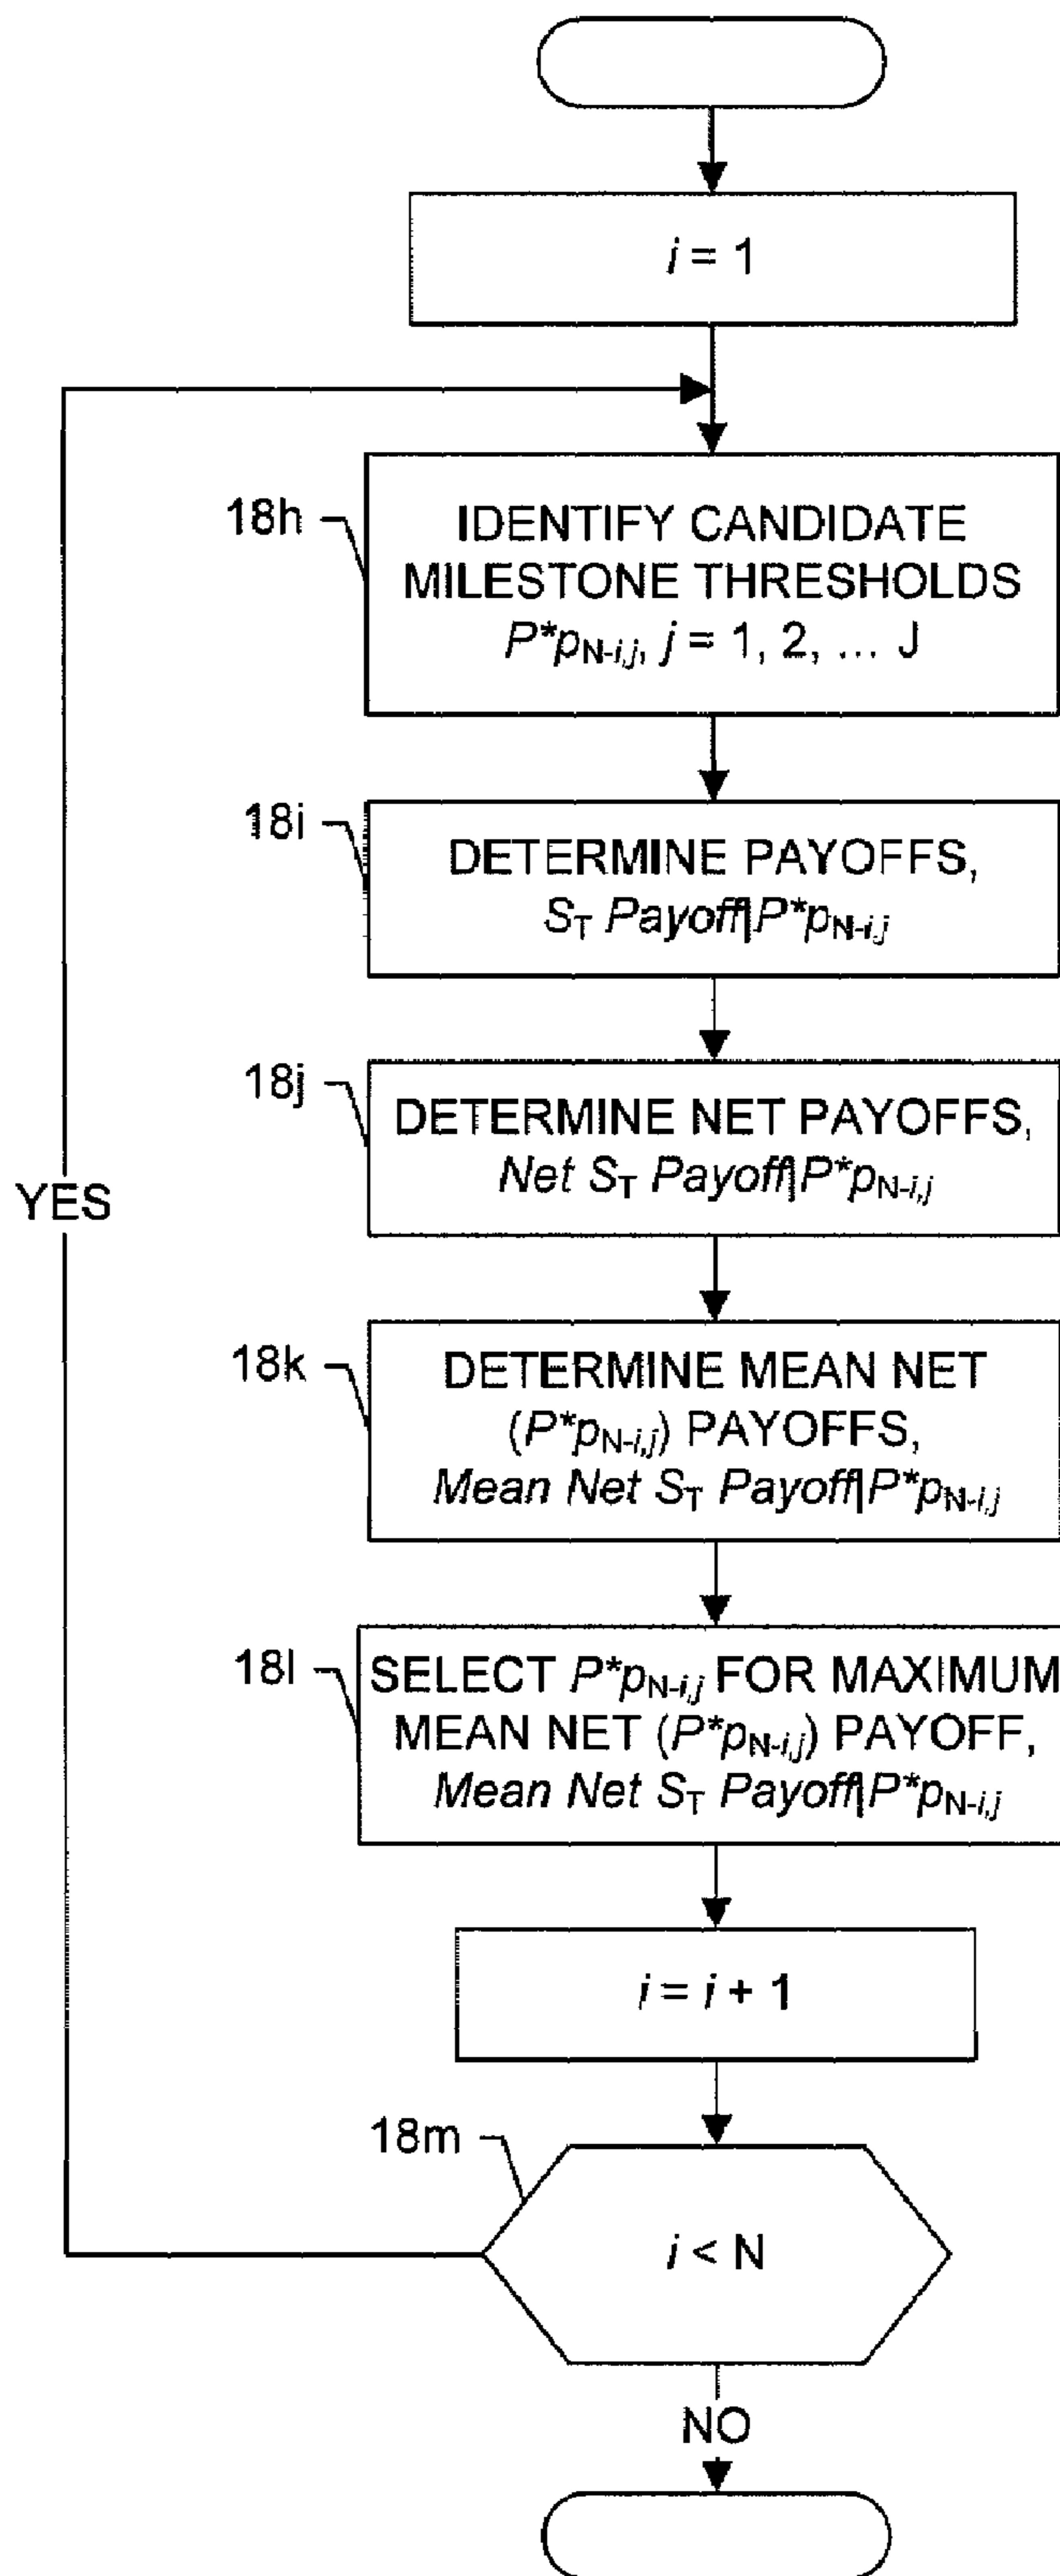 i = 1
18h
IDENTIFY CANDIDATE
MILESTONE THRESHOLDS
P*pN-i,j, j = 1, 2, ... J
18i
DETERMINE PAYOFFS,
ST Payoff|P*pN-i,j
18j
DETERMINE NET PAYOFFS,
Net ST Payoff|P*pN-i,j
YES
18k
DETERMINE MEAN NET
(P*pN-i,j) PAYOFFS,
Mean Net ST Payoff|P*pN-i,j
18l
SELECT P*pN-i,j FOR MAXIMUM
MEAN NET (P*pN-i,j) PAYOFF,
Mean Net ST Payoff|P*pN-i,j
i = i + 1
18m
i < N
NO